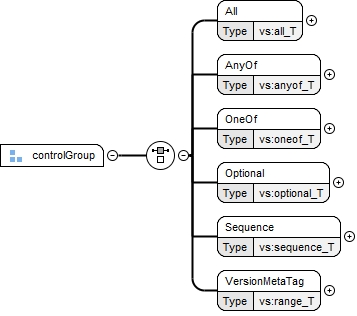 All
Type vs:all_T
AnyOf
Type vs:anyof_T
OneOf
Type vs:oneof_T
controlGroup
Optional
Type vs:optional_T
Sequence
Type vs:sequence_T
VersionMetaTag
Type vs:range_T